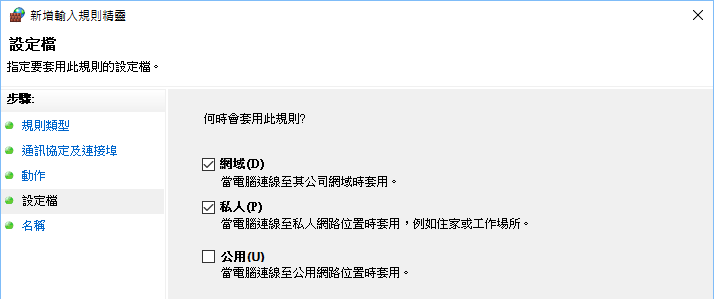 新增輸入規則精靈
設定檔
指定要套用此規則的設定檔。
步驟:
規則類型
通訊協定及連接埠
動作
設定檔
名稱
何時會套用此規則?
網域(D)
當電腦連線至其公司網域時套用。
私人(P)
當電腦連線至私人網路位置時套用，例如住家或工作場所。
公用(U)
當電腦連線至公用網路位置時套用。